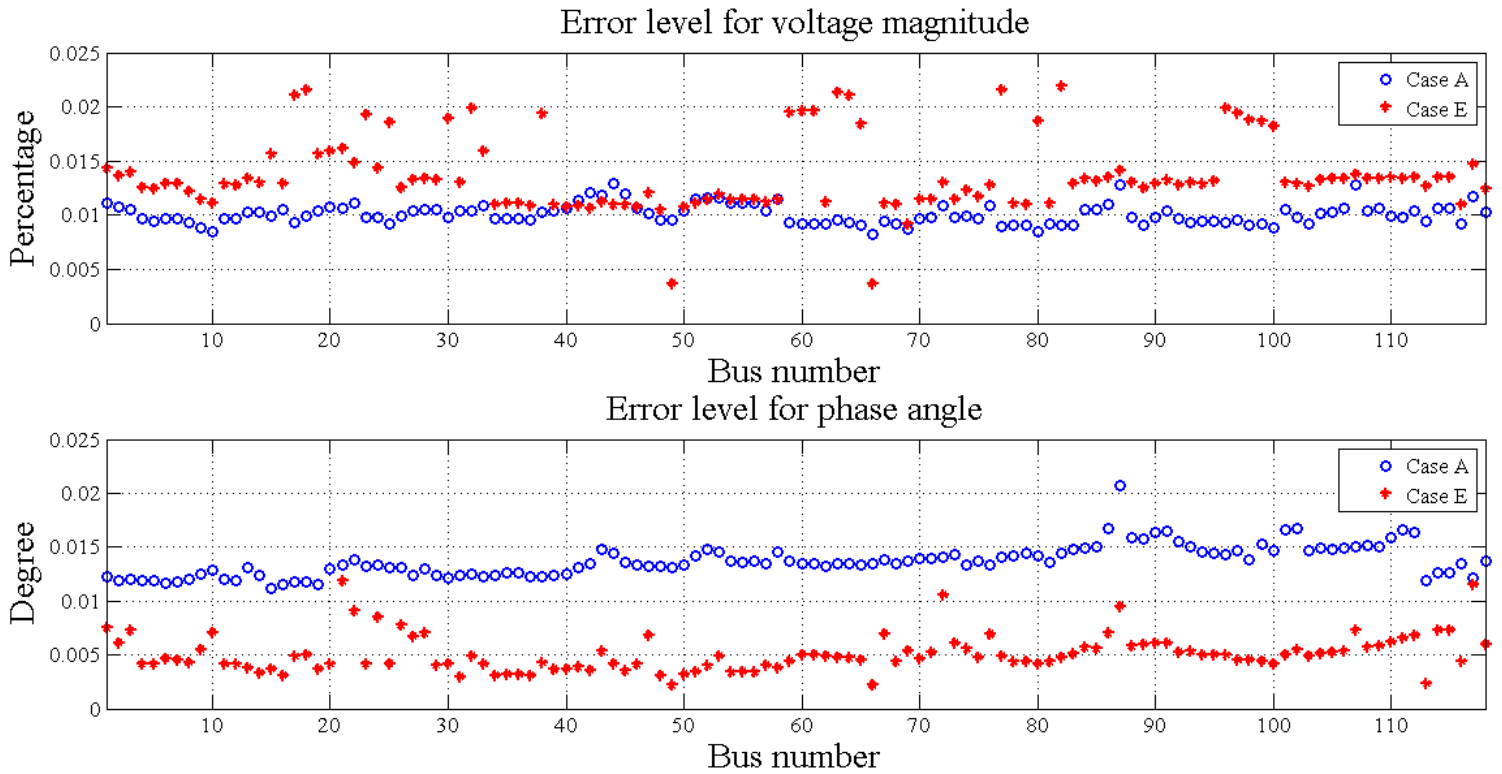 Error level for voltage magnitude
Percentage
0.025
0.02
0.015
0.01
0.005
0
Case A
Case E
10 20 30 40 50 60 70 80 90 100 110
Bus number
Error level for phase angle
Degree
0.025
0.02
0.015
0.01
0.005
0
Case A
Case E
10 20 30 40 50 60 70 80 90 100 110
Bus number